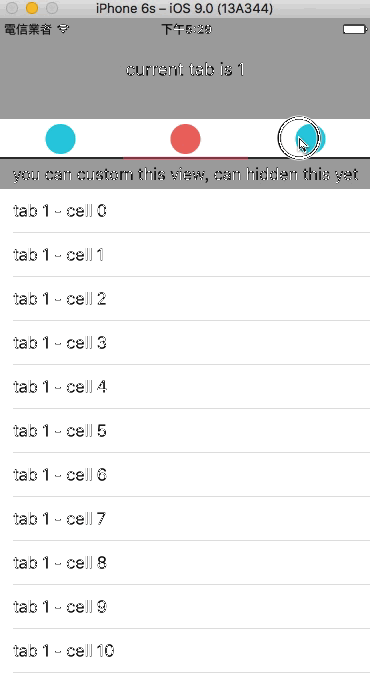 iPhone 6s – iOS 9.0 (13A344)
電信業者 下午5:29
current tab is 1
you can custom this view, can hidden this yet
tab 1 - cell 0
tab 1 - cell 1
tab 1 - cell 2
tab 1 - cell 3
tab 1 - cell 4
tab 1 - cell 5
tab 1 - cell 6
tab 1 - cell 7
tab 1 - cell 8
tab 1 - cell 9
tab 1 - cell 10